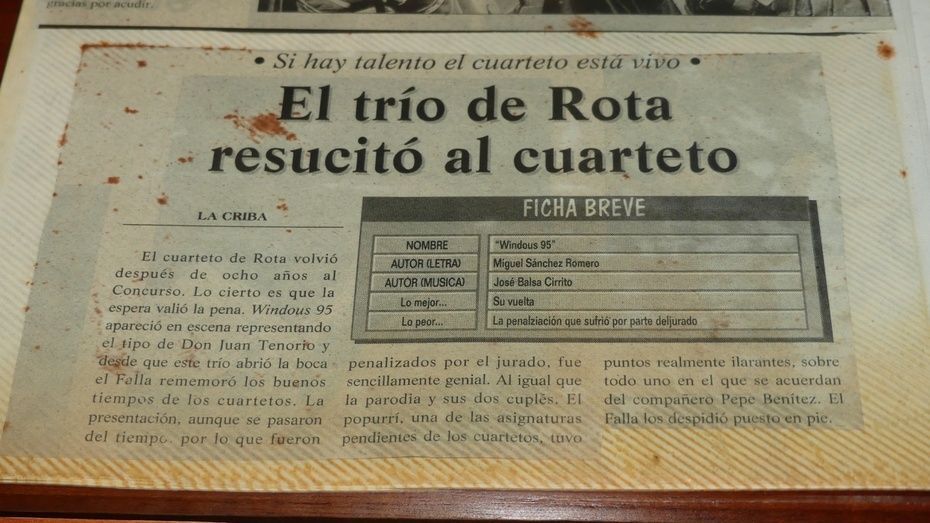 gracias por acudir.
• Si hay talento el cuarteto está vivo •
El trío de Rota
resucitó al cuarteto
LA CRIBA
El cuarteto de Rota volvió
después de ocho años al
Concurso. Lo cierto es que la
espera valió la pena. Windous 95
apareció en escena representando
el tipo de Don Juan Tenorio y
desde que este trío abrió la boca
el Falla rememoró los buenos
tiempos de los cuartetos. La
presentación, aunque se pasaron
del tiempo, por lo que fueron
FICHA BREVE
NOMBRE "Windous 95"
AUTOR (LETRA) Miguel Sánchez Romero
AUTOR (MUSICA) José Balsa Cirrito
Lo mejor... Su vuelta
Lo peor... La penalziación que sufrió por parte deljurado
penalizados por el jurado, fue
sencillamente genial. Al igual que
la parodia y sus dos cuplés. El
popurrí, una de las asignaturas
pendientes de los cuartetos, tuvo
puntos realmente ilarantes, sobre
todo uno en el que se acuerdan
del compañero Pepe Benítez. El
Falla los despidió puesto en pie.